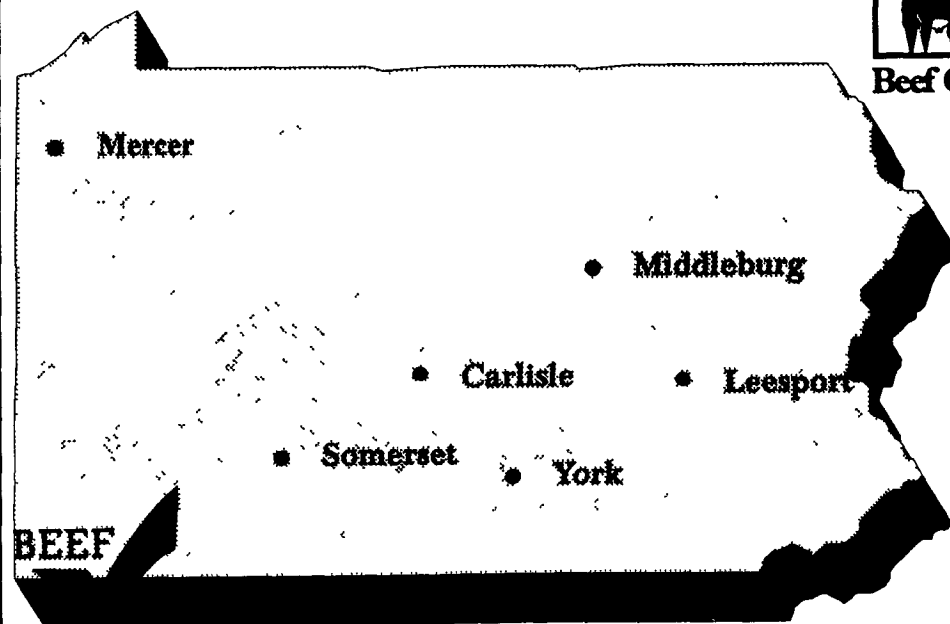 Beef
Mercer
Middleburg
Carlisle
Leesport
Somerset
York
BEEF